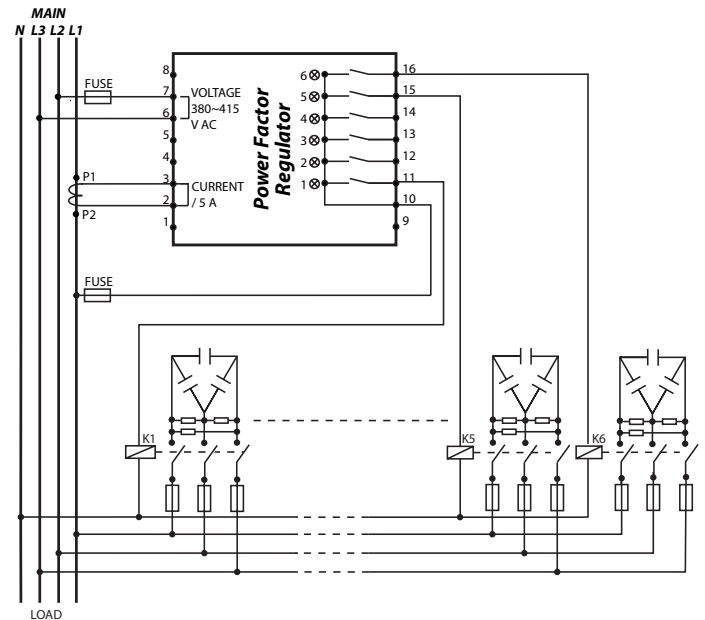 MAIN
N L3 L2 L1
FUSE
8
7
6
5
4
3
2
1
VOLTAGE
380~415
V AC
CURRENT
/ 5 A
Power Factor
Regulator
6
5
4
3
2
1
16
15
14
13
12
11
10
9
P1
P2
FUSE
K1
K5
K6
LOAD